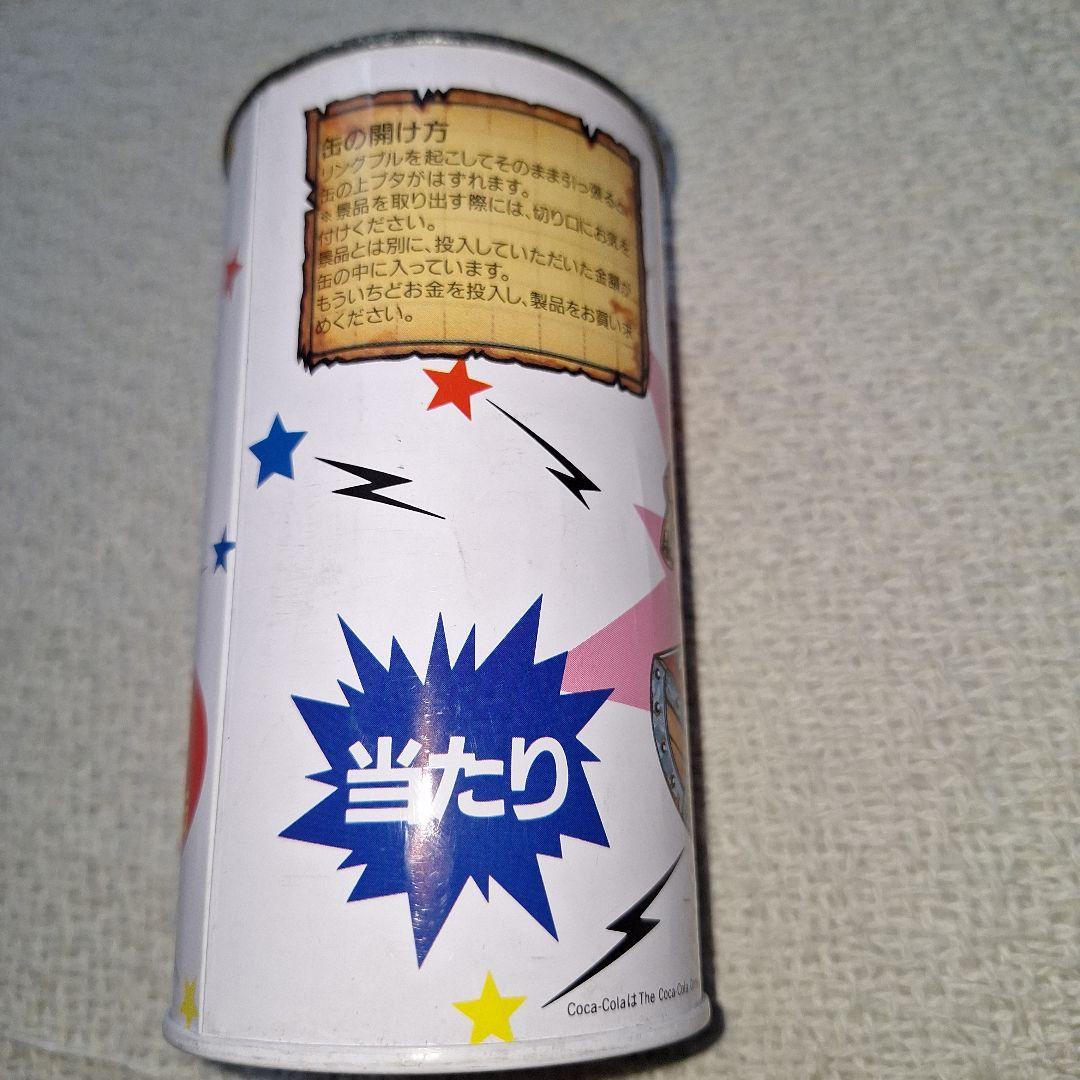 缶の開け方
リングプルを起こしてそのまま引っ張ると
缶の上ブタがはずれます。
※景品を取り出す際には、切り口にお気を
付けください。
景品とは別に、投入していただいた金額が
缶の中に入っています。
もういちどお金を投入し、製品をお買い求
めください。
当たり
Coca-ColaはThe Coca-Cola